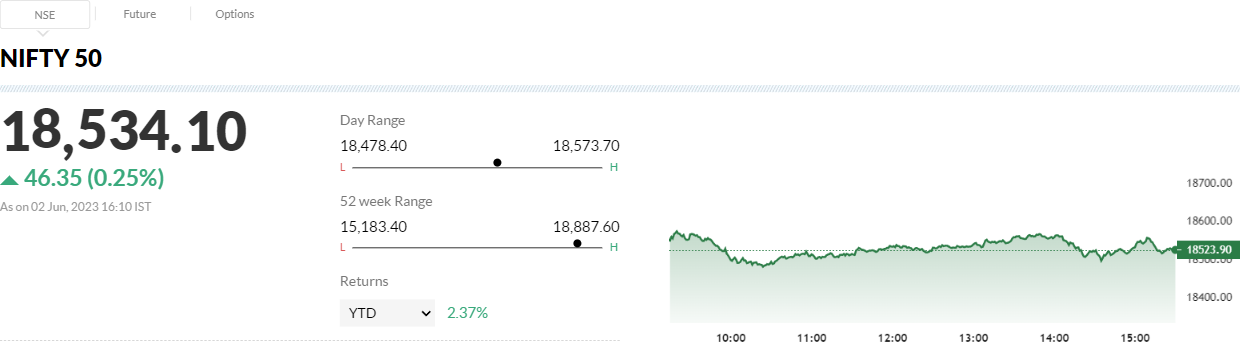 NSE Future Options
NIFTY 50
18,534.10
46.35 (0.25%)
As on 02 Jun, 2023 16:10 IST
Day Range
18,478.40 18,573.70
L H
52 week Range
15,183.40 18,887.60
L H
Returns
YTD 2.37%
18700.00
18600.00
18523.90
18500.00
18400.00
10:00 11:00 12:00 13:00 14:00 15:00